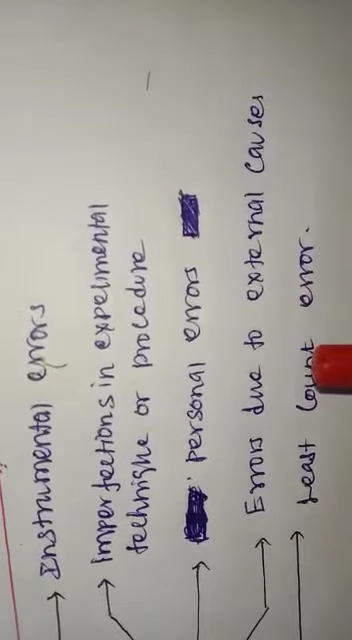 → Instrumental errors
→ Imperfections in experimental
technique or procedure
→ personal errors
→ Errors due to external causes
→ Least count error.